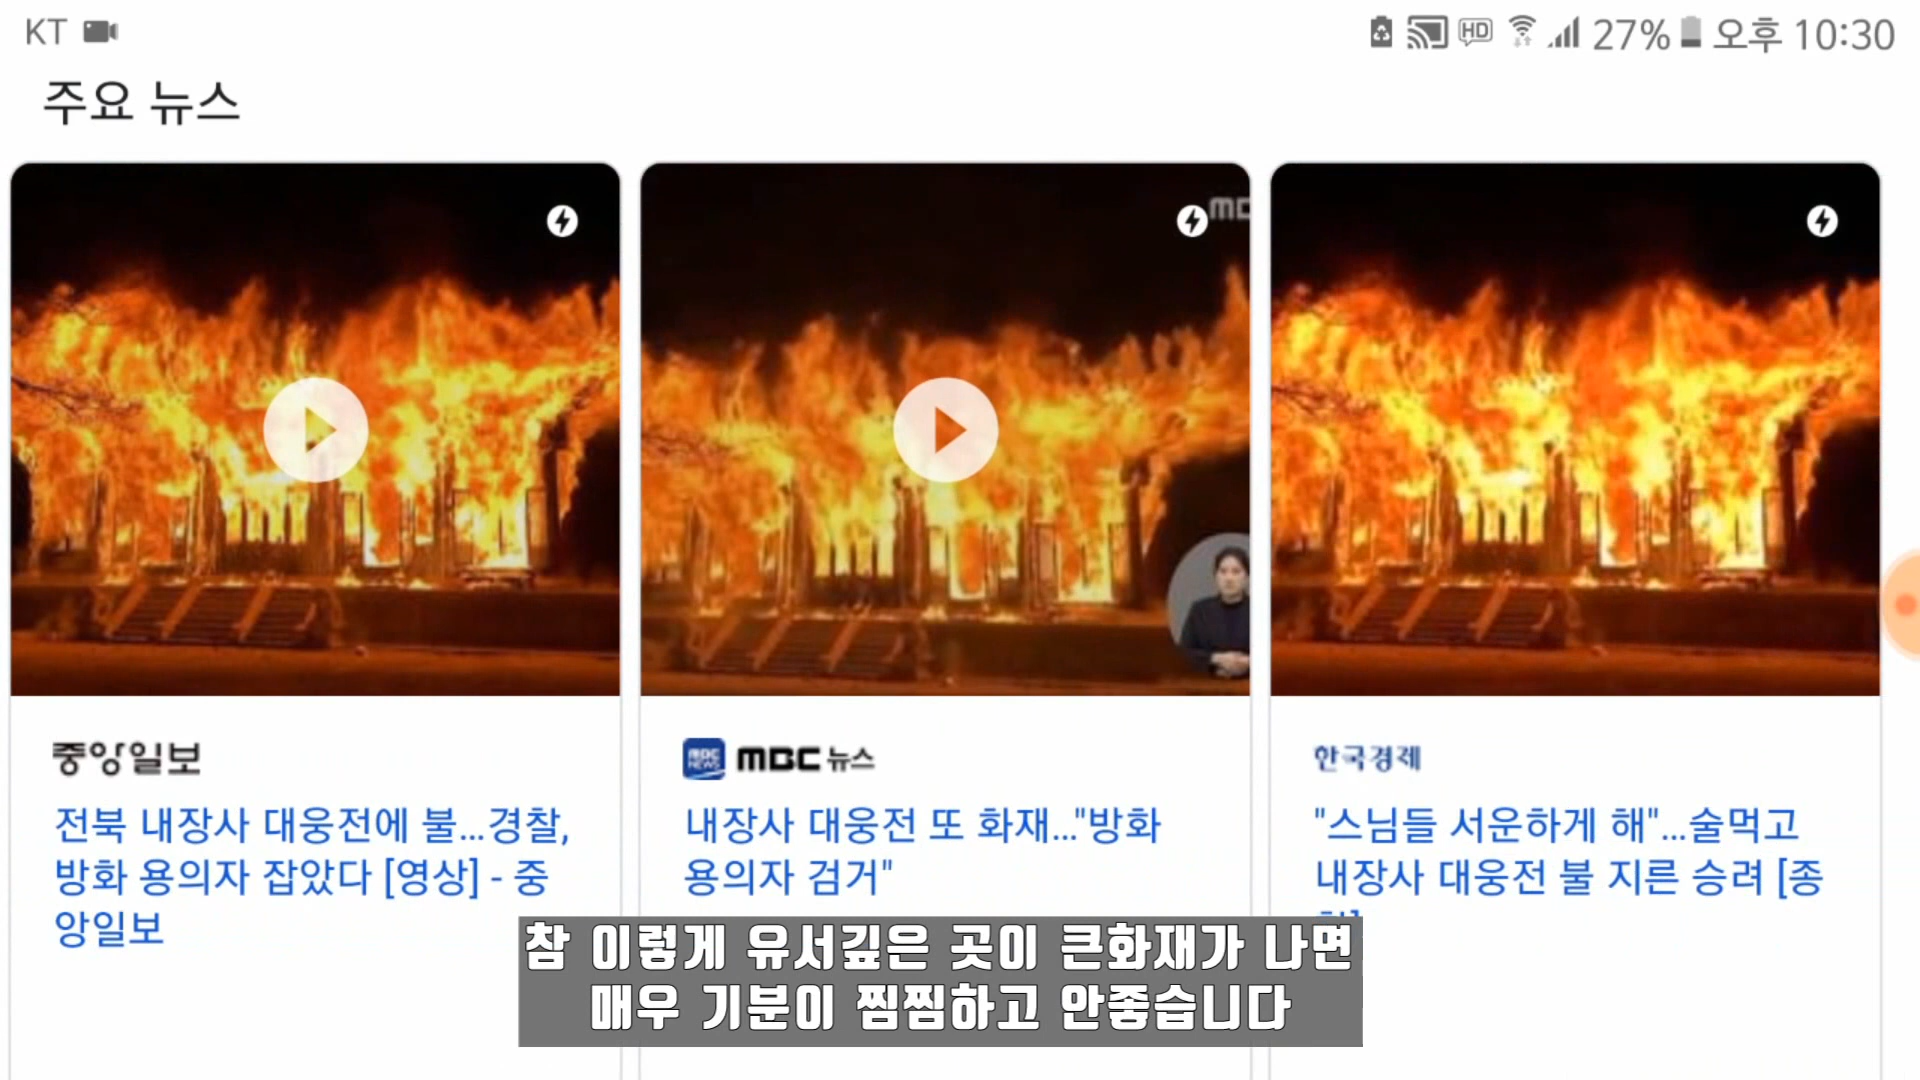 KT
HD
27%
오후 10:30
주요 뉴스
중앙일보
전북 내장사 대웅전에 불...경찰,
방화 용의자 잡았다 [영상] - 중
앙일보
MBC
NEWS
MBC 뉴스
내장사 대웅전 또 화재..."방화
용의자 검거"
한국경제
"스님들 서운하게 해"...술먹고
내장사 대웅전 불 지른 승려 [종
참 이렇게 유서깊은 곳이 큰화재가 나면
매우 기분이 찜찜하고 안좋습니다